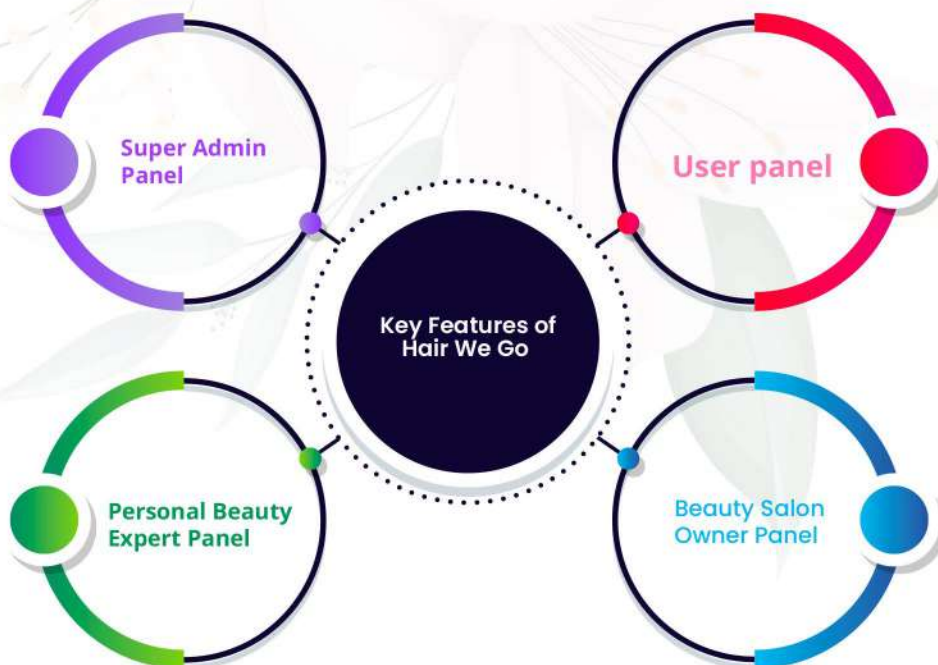 Super Admin
Panel
User panel
Key Features of
Hair We Go
Personal Beauty
Expert Panel
Beauty Salon
Owner Panel